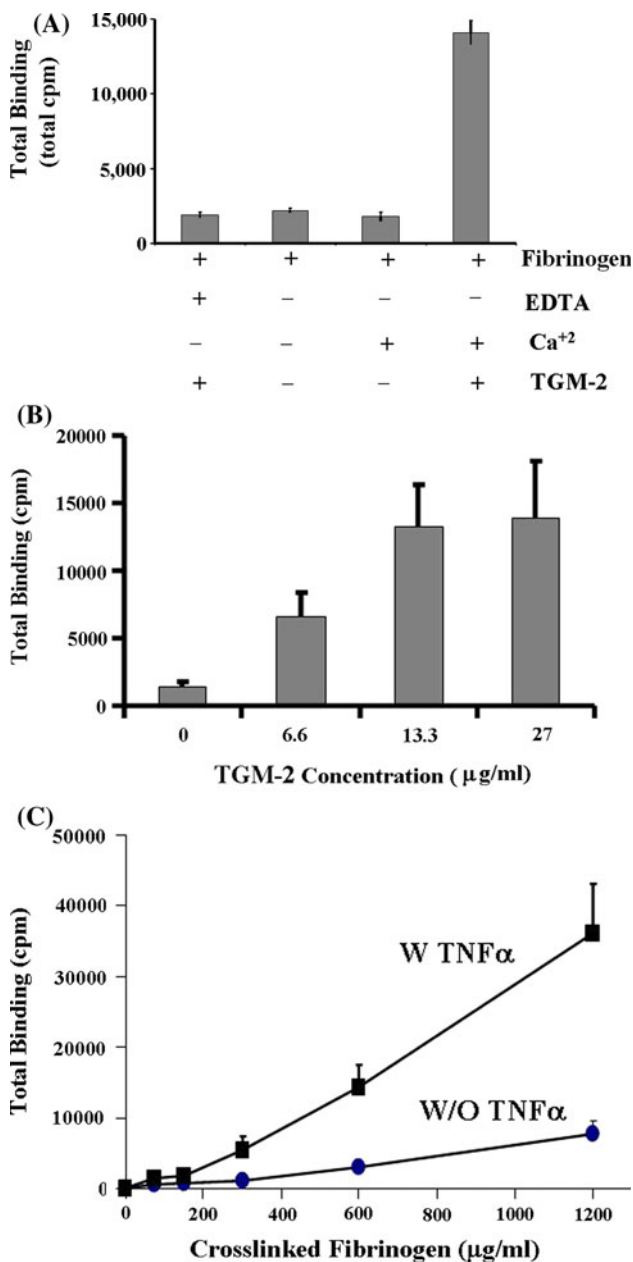 (A)
Total Binding
(total cpm)
15,000
10,000
5,000
0
+ + + + Fibrinogen
+ – – – EDTA
– – + + Ca+2
+ – – + TGM-2
(B)
Total Binding (cpm)
20000
15000
10000
5000
0
0 6.6 13.3 27
TGM-2 Concentration ( µg/ml)
(C)
Total Binding (cpm)
50000
40000
30000
20000
10000
0
W TNFα
W/O TNFα
0 200 400 600 800 1000 1200
Crosslinked Fibrinogen (µg/ml)